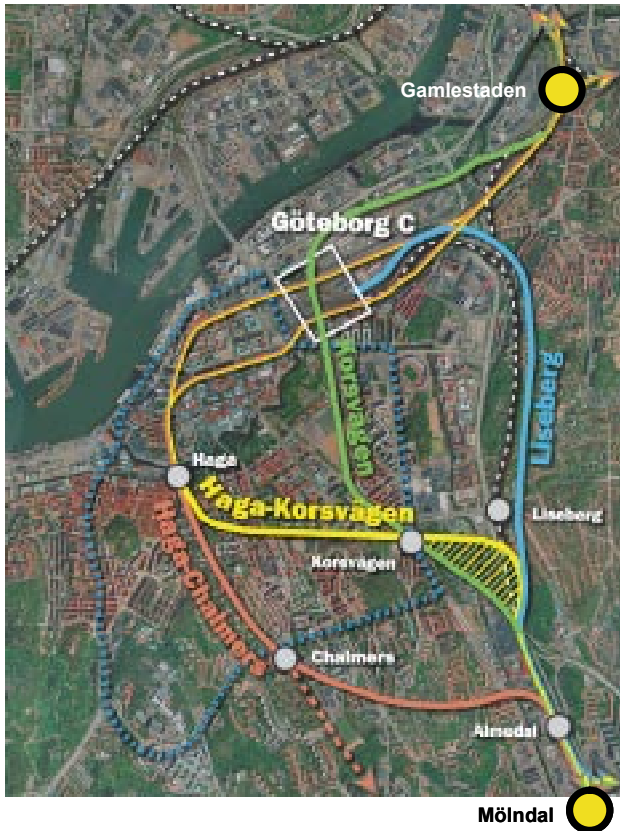 Gamlestaden
Göteborg C
Korsvägen
Liseberg
Haga
Haga-Korsvägen
Liseberg
Korsvägen
Haga-Chalmers
Chalmers
Almedal
Mölndal